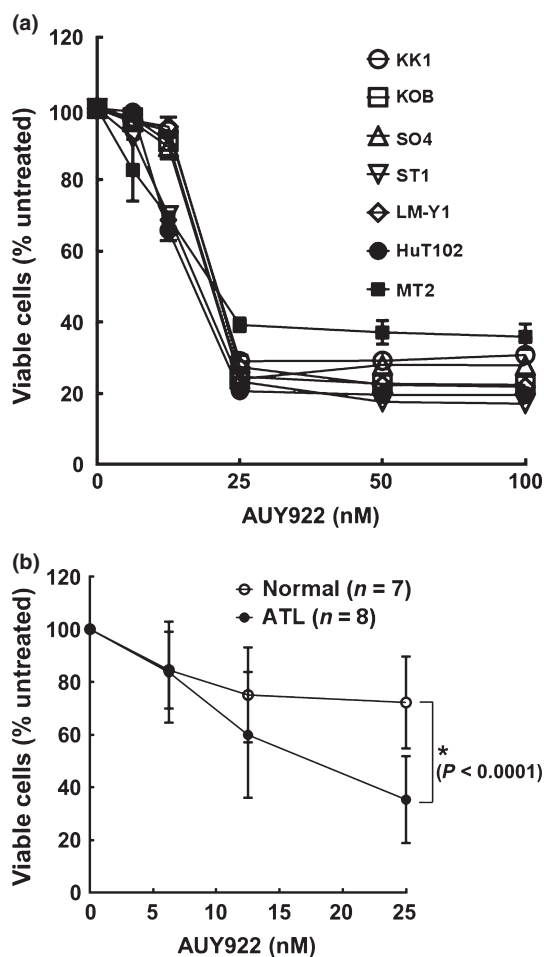 (a)
120
100
80
60
40
20
0
Viable cells (% untreated)
KK1
KOB
SO4
ST1
LM-Y1
HuT102
MT2
0 25 50 100
AUY922 (nM)
(b)
120
100
80
60
40
20
0
Viable cells (% untreated)
Normal (n = 7)
ATL (n = 8)
*
(P < 0.0001)
0 5 10 15 20 25
AUY922 (nM)